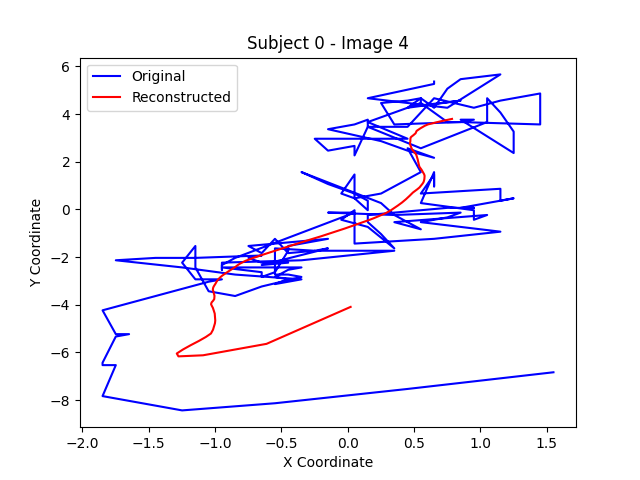 Subject 0 - Image 4
Original
Reconstructed
Y Coordinate
6
4
2
0
−2
−4
−6
−8
−2.0 −1.5 −1.0 −0.5 0.0 0.5 1.0 1.5
X Coordinate